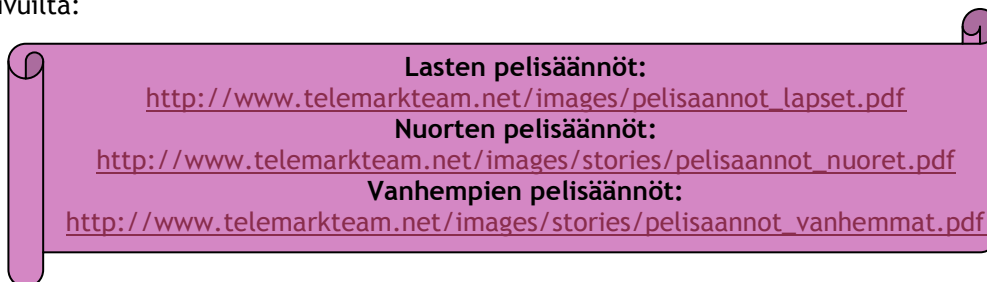 Lasten pelisäännöt:
http://www.telemarkteam.net/images/pelisaannot_lapset.pdf
Nuorten pelisäännöt:
http://www.telemarkteam.net/images/stories/pelisaannot_nuoret.pdf
Vanhempien pelisäännöt:
http://www.telemarkteam.net/images/stories/pelisaannot_vanhemmat.pdf